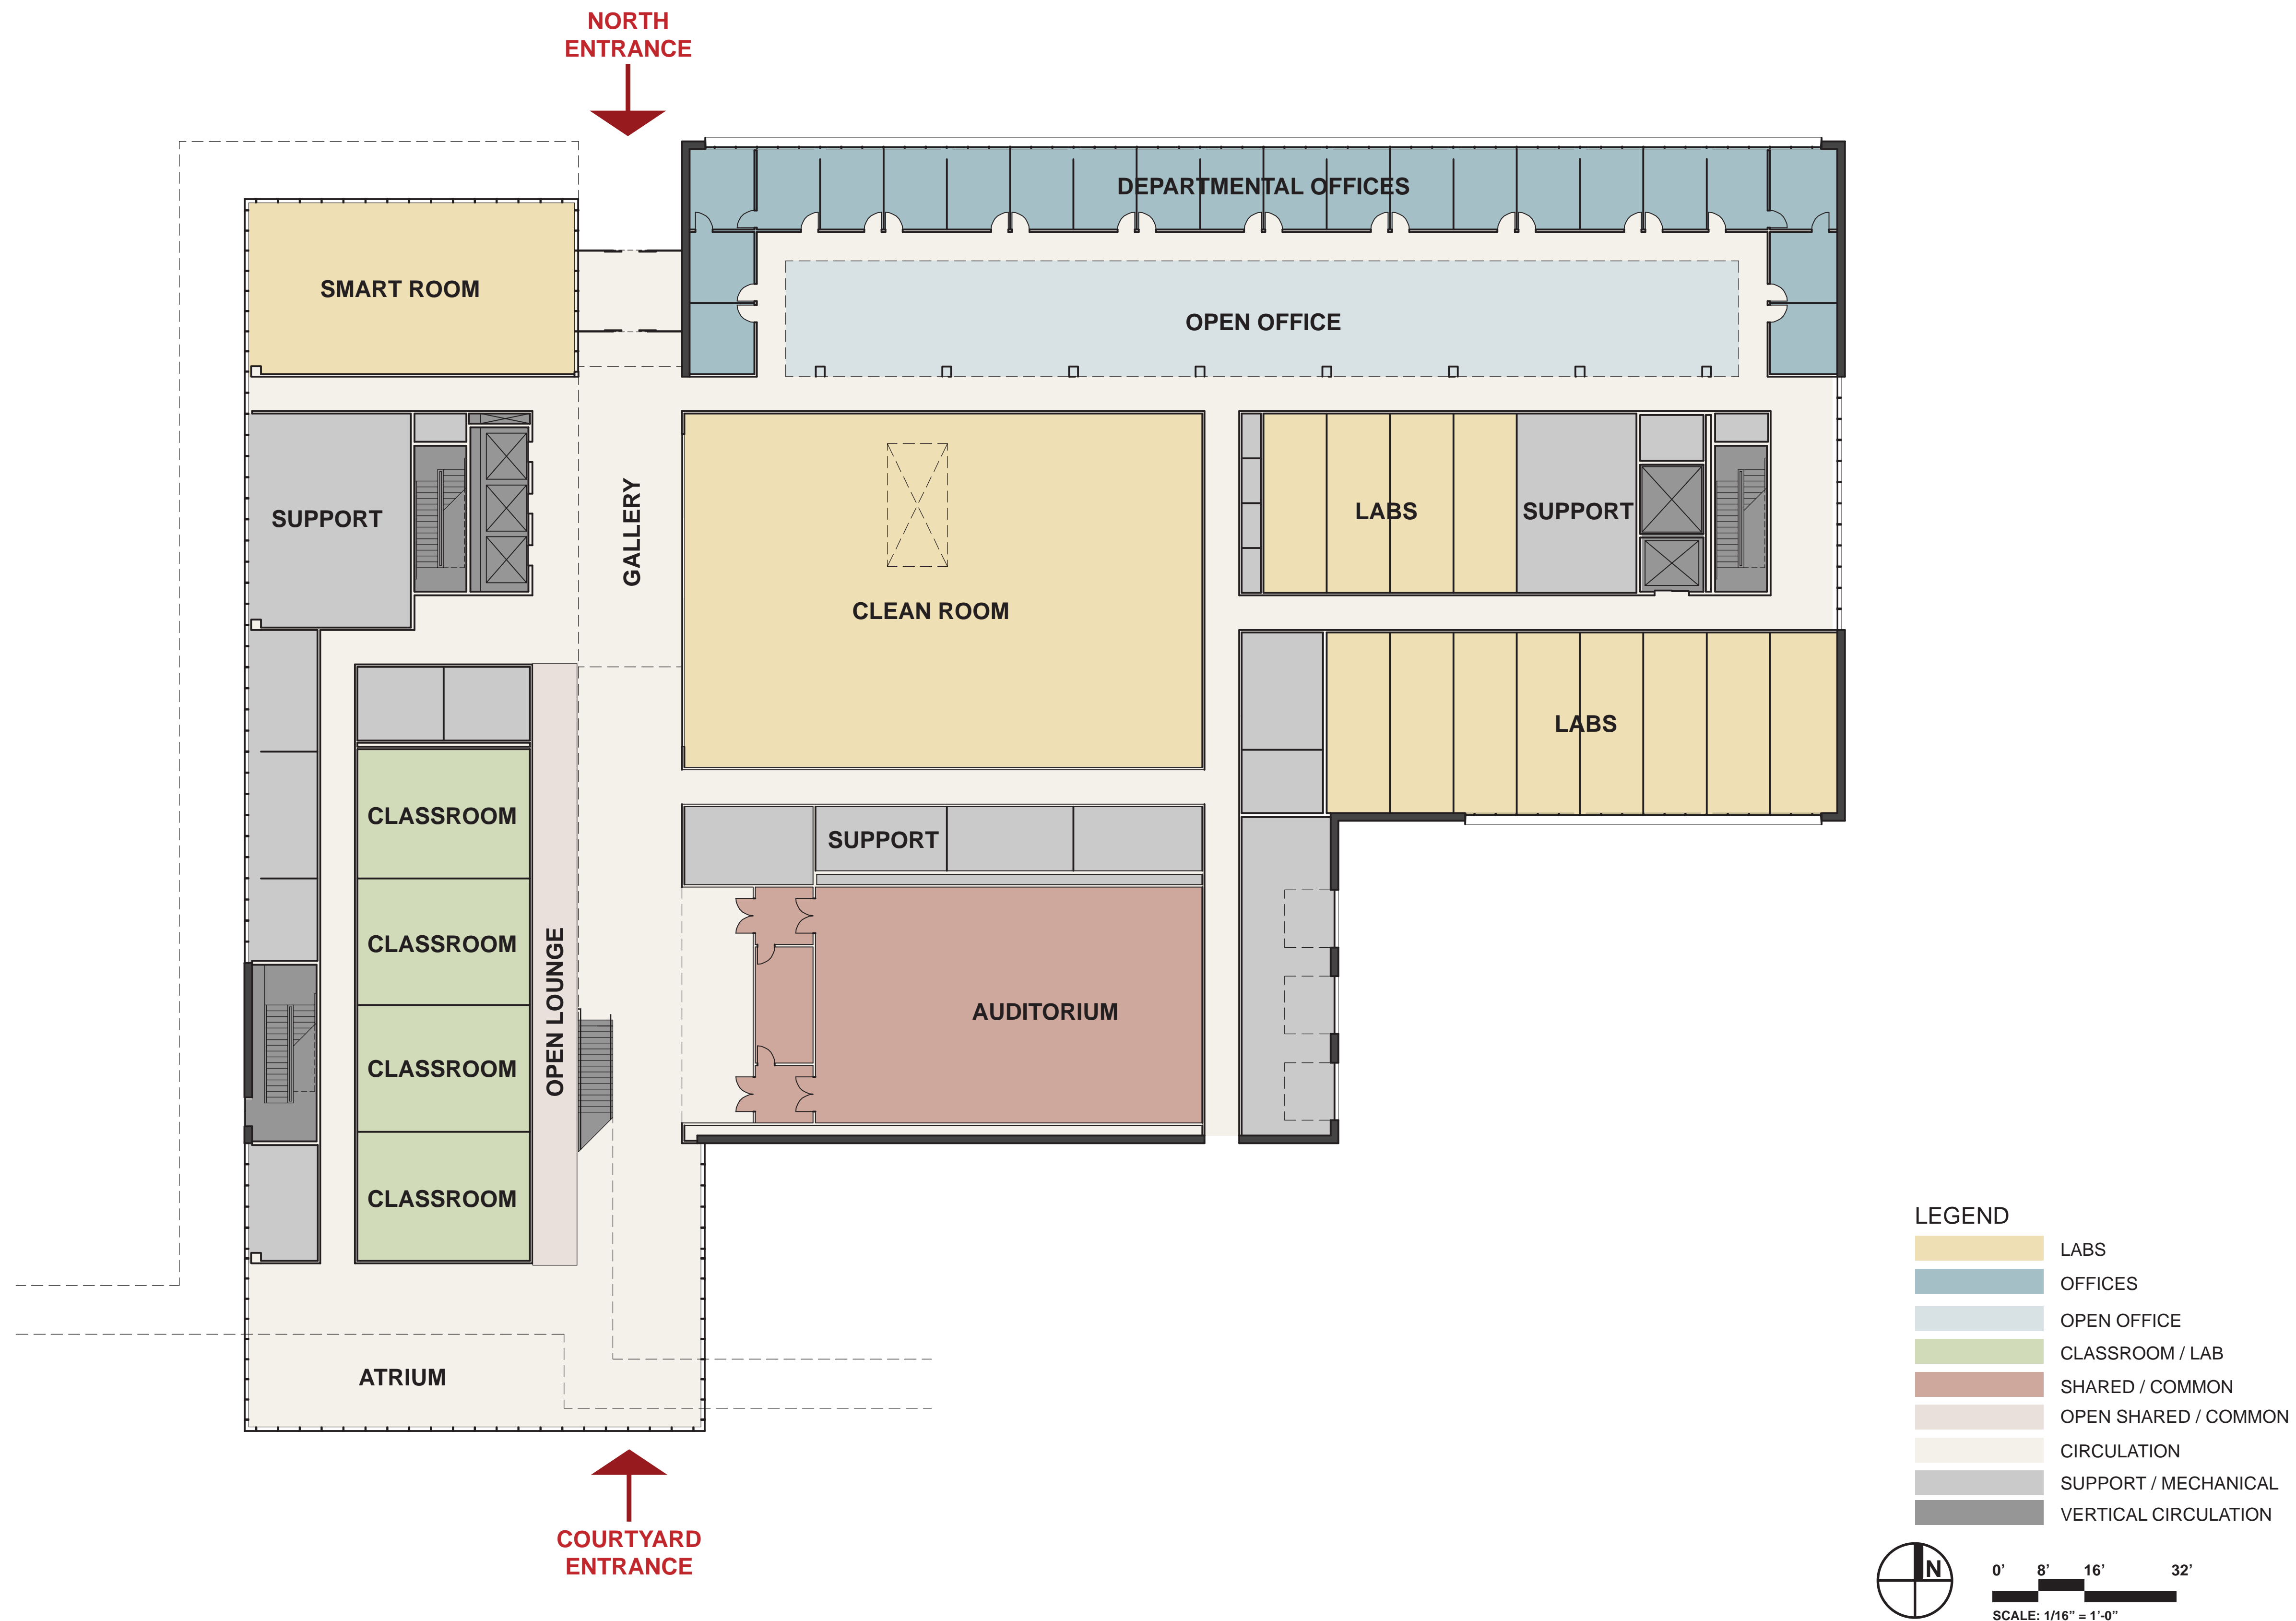 NORTH
ENTRANCE
DEPARTMENTAL OFFICES
SMART ROOM
OPEN OFFICE
SUPPORT
GALLERY
LABS
SUPPORT
CLEAN ROOM
LABS
CLASSROOM
SUPPORT
CLASSROOM
OPEN LOUNGE
AUDITORIUM
CLASSROOM
CLASSROOM
ATRIUM
COURTYARD
ENTRANCE
LEGEND
LABS
OFFICES
OPEN OFFICE
CLASSROOM / LAB
SHARED / COMMON
OPEN SHARED / COMMON
CIRCULATION
SUPPORT / MECHANICAL
VERTICAL CIRCULATION
N
0’ 8’ 16’ 32’
SCALE: 1/16” = 1’-0”